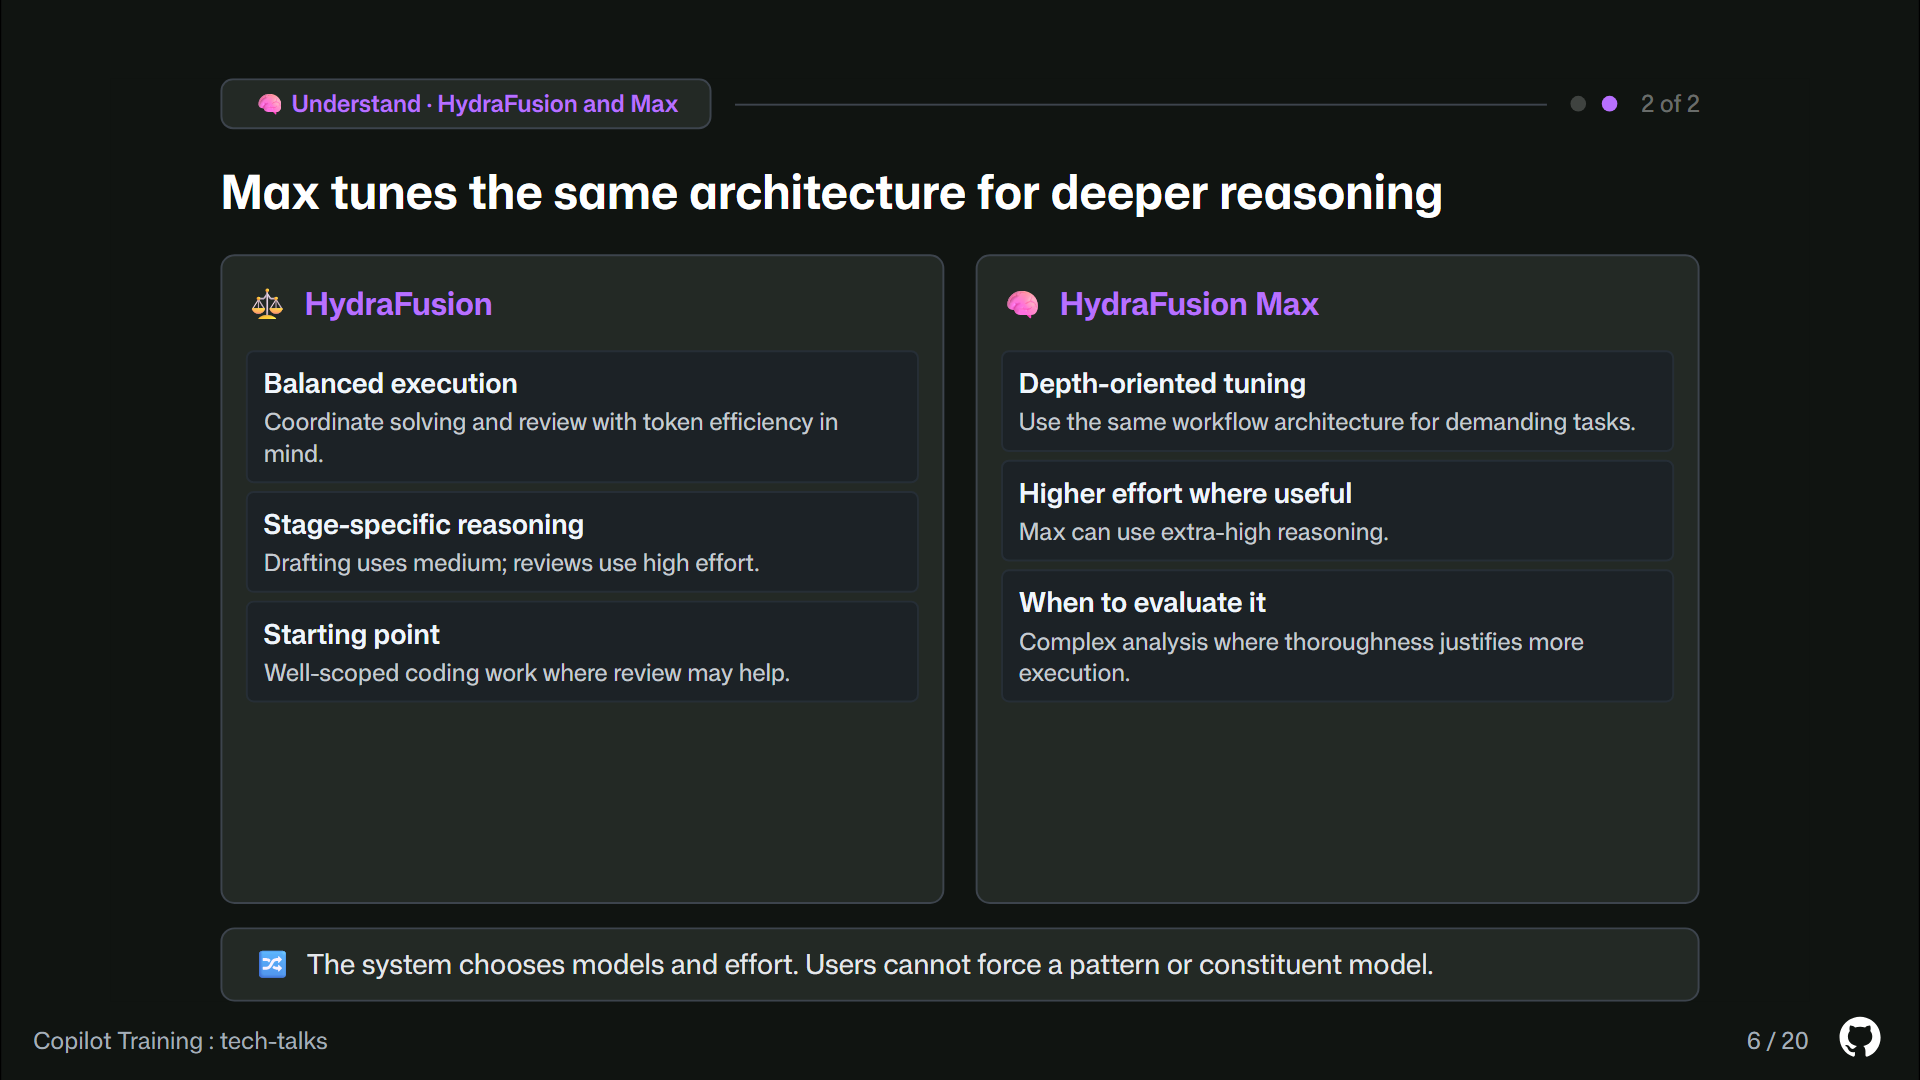 Understand · HydraFusion and Max
2 of 2
Max tunes the same architecture for deeper reasoning
HydraFusion
Balanced execution
Coordinate solving and review with token efficiency in
mind.
Stage-specific reasoning
Drafting uses medium; reviews use high effort.
Starting point
Well-scoped coding work where review may help.
HydraFusion Max
Depth-oriented tuning
Use the same workflow architecture for demanding tasks.
Higher effort where useful
Max can use extra-high reasoning.
When to evaluate it
Complex analysis where thoroughness justifies more
execution.
The system chooses models and effort. Users cannot force a pattern or constituent model.
Copilot Training : tech-talks
6 / 20